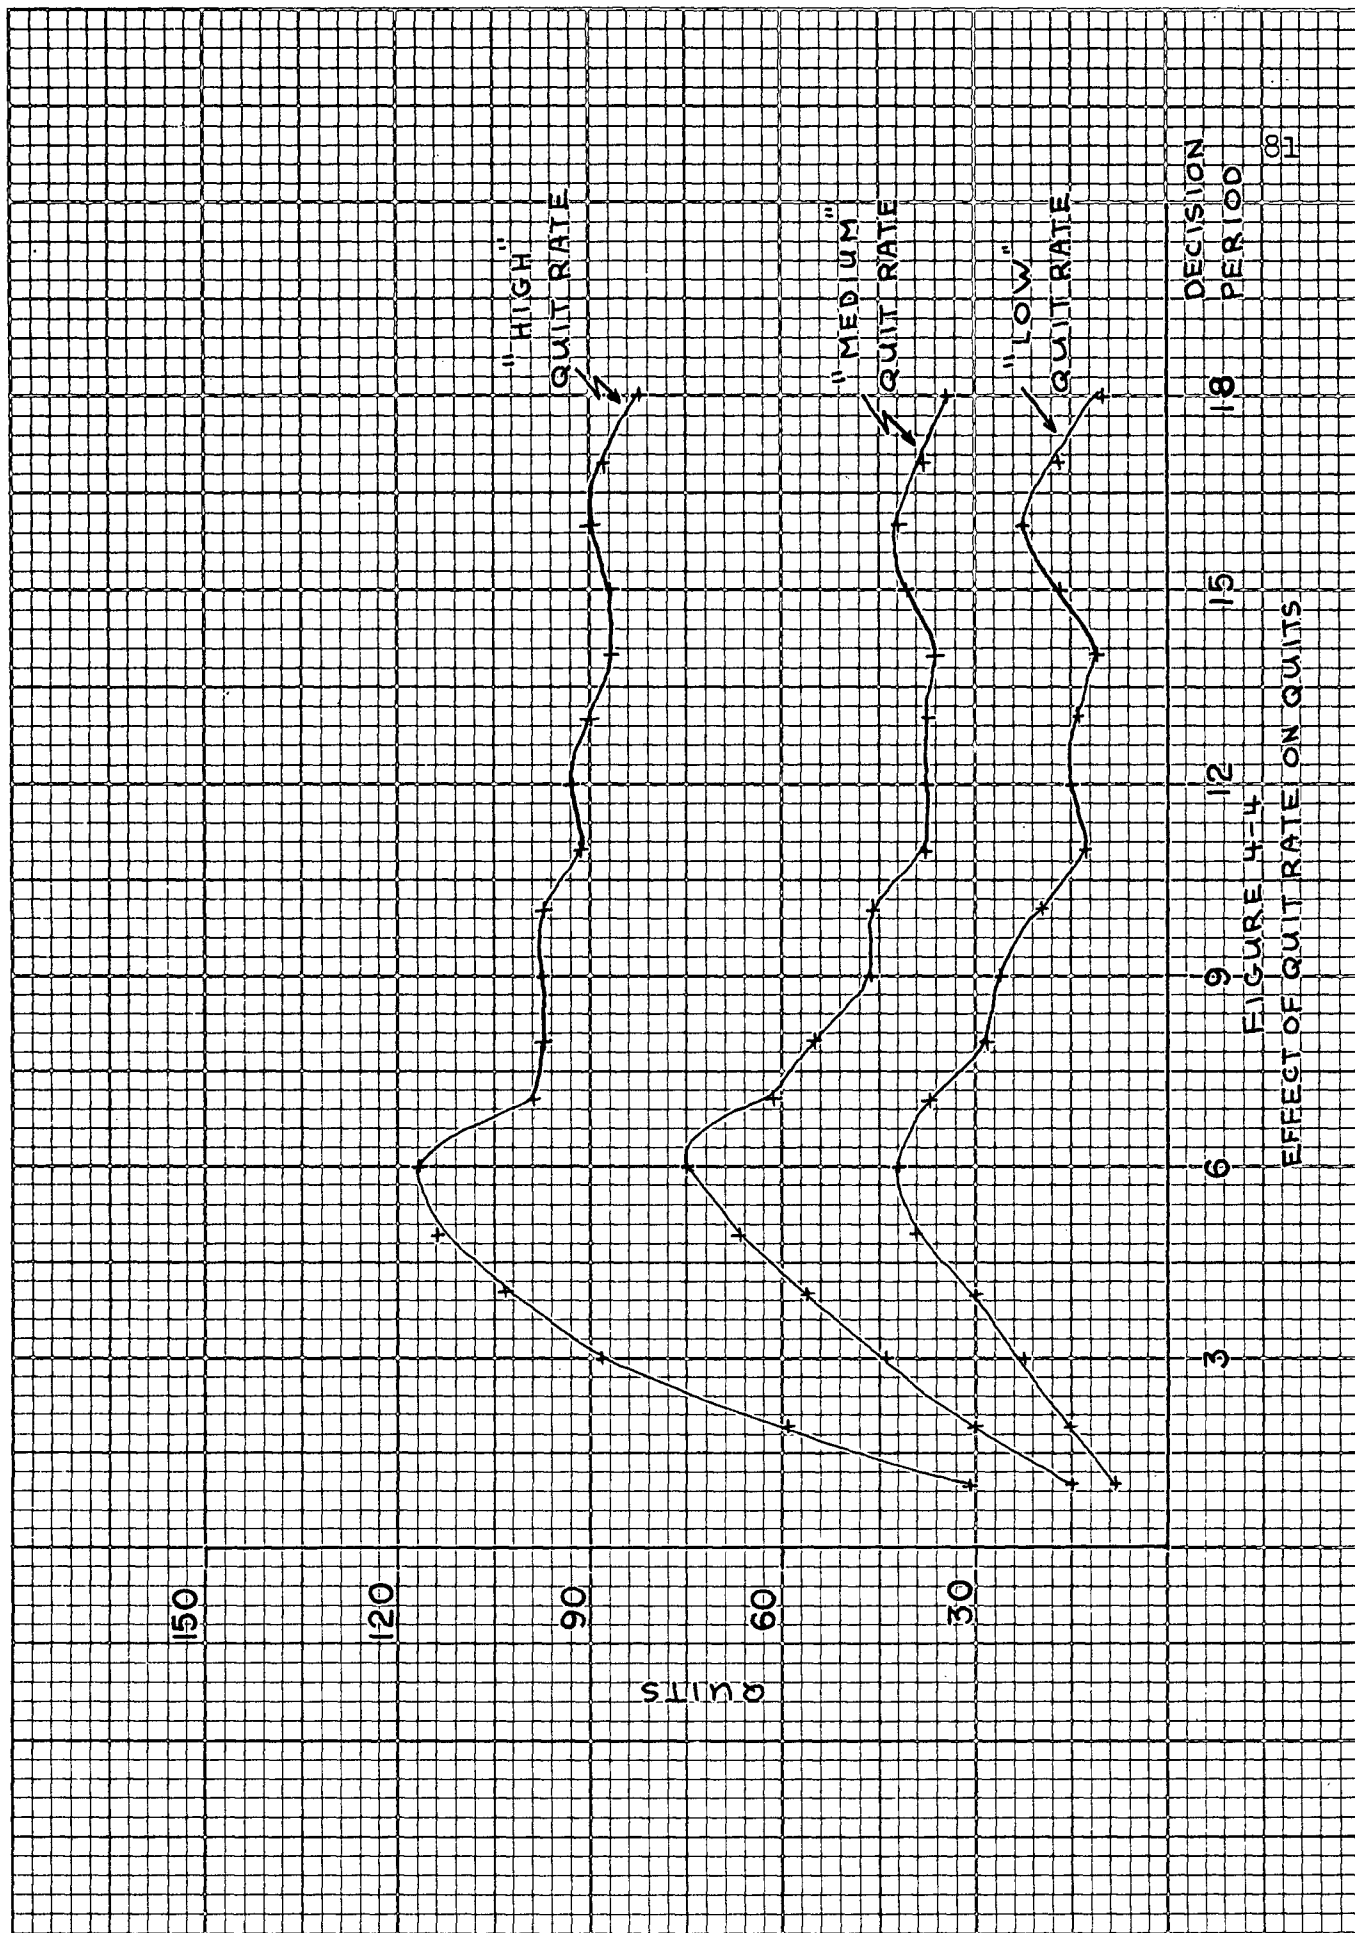 150
120
90
60
30
QUITS
"HIGH"
QUIT RATE
"MEDIUM"
QUIT RATE
"LOW"
QUIT RATE
3
6
9
12
15
18
DECISION
PERIOD
FIGURE 4-4
EFFECT OF QUIT RATE ON QUITS
81